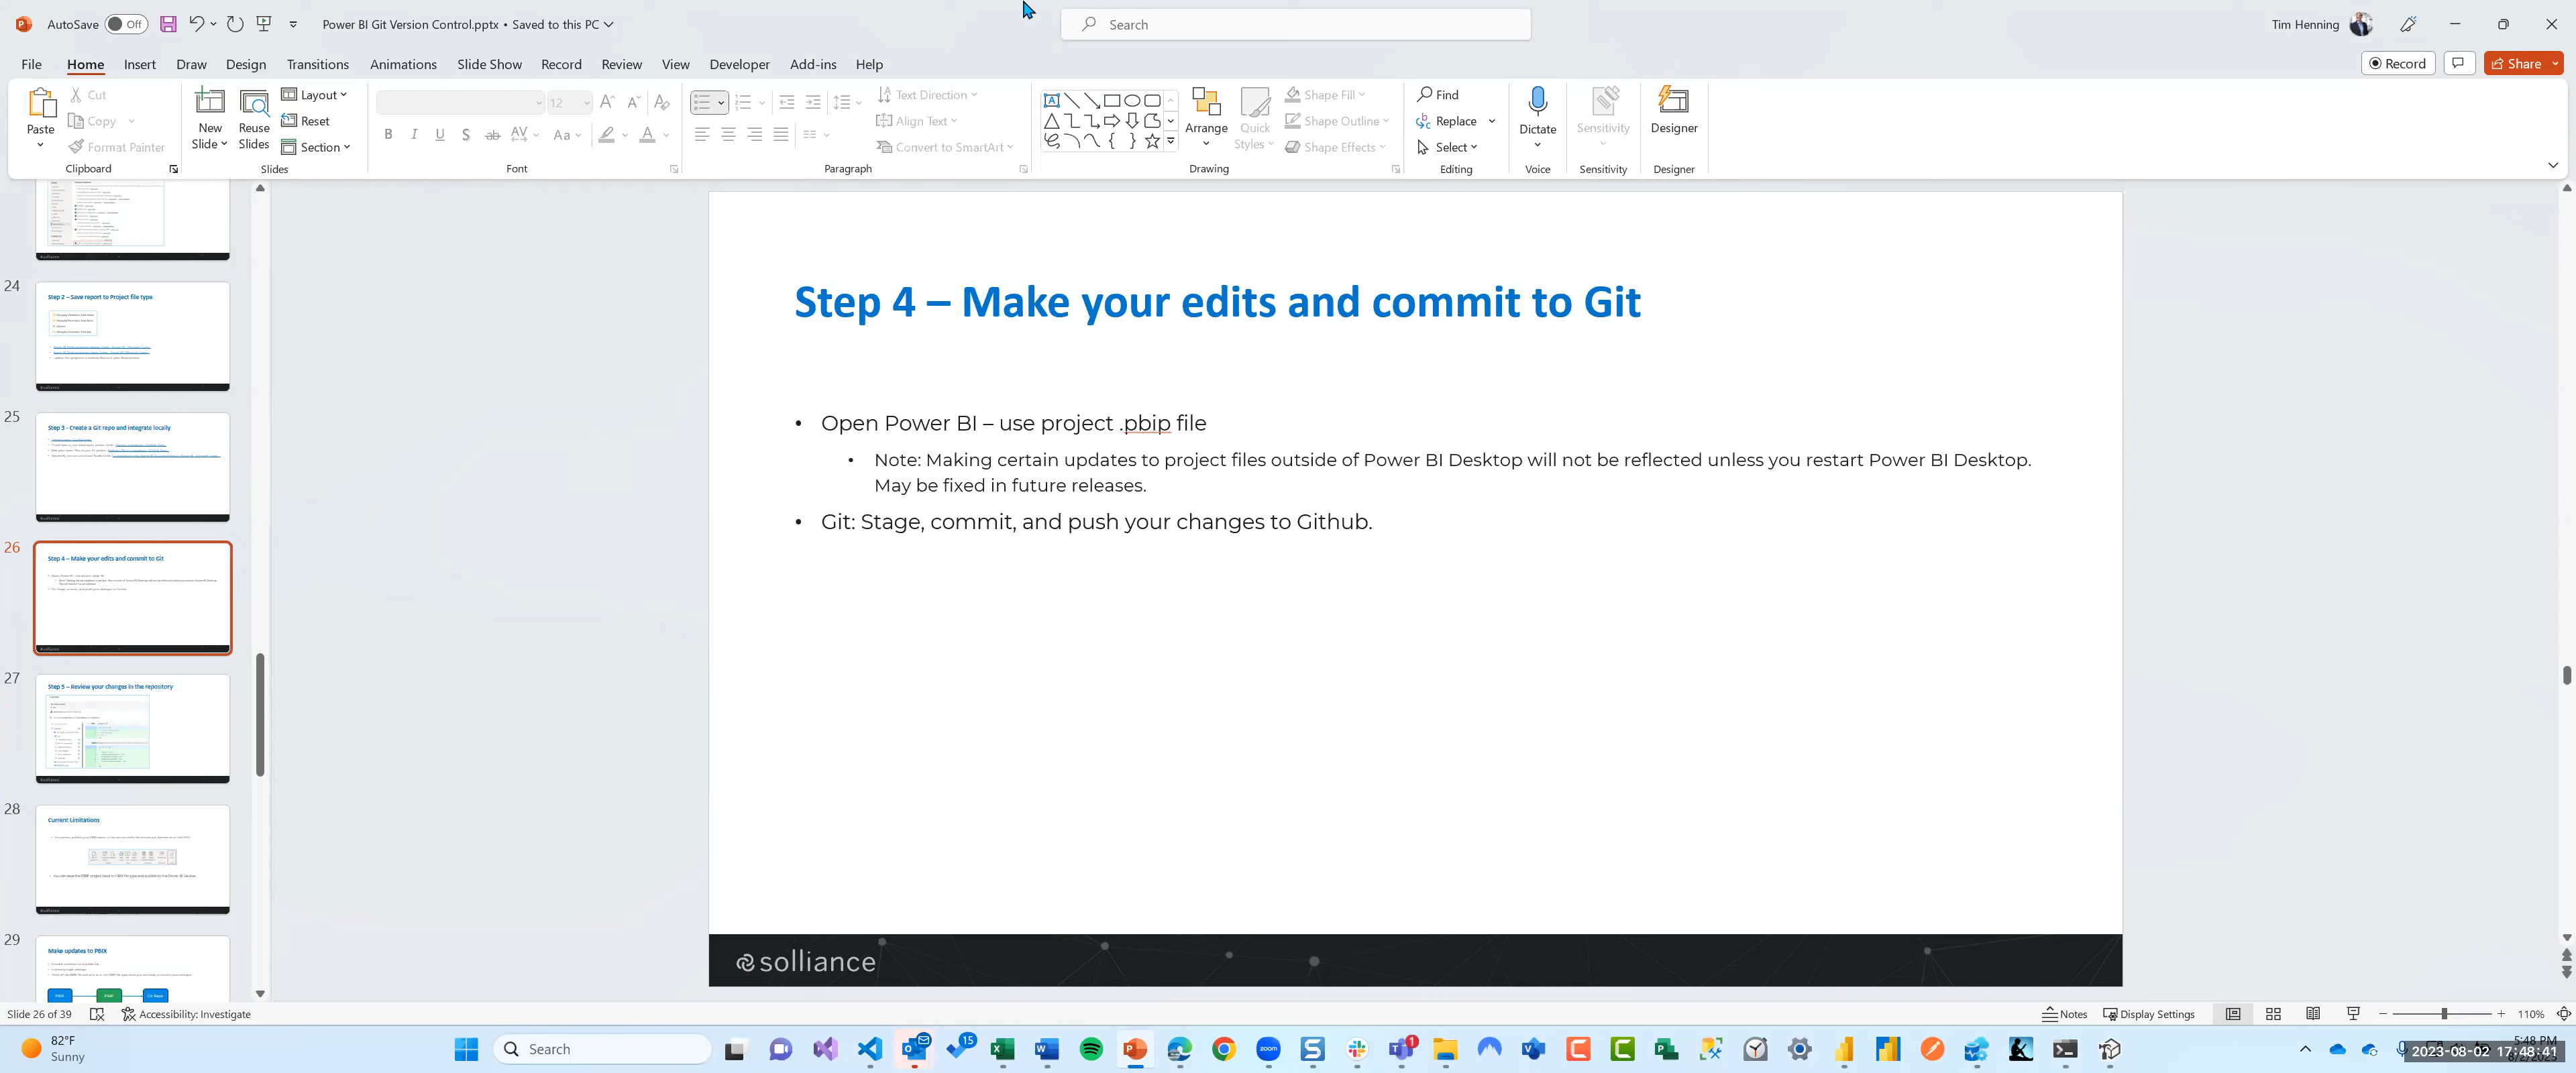 AutoSave Off Power BI Git Version Control.pptx • Saved to this PC Search Tim Henning
File Home Insert Draw Design Transitions Animations Slide Show Record Review View Developer Add-ins Help Record Share
Paste Cut Copy Format Painter Clipboard
New Slide Reuse Slides Layout Reset Section Slides
12 Font
Text Direction Align Text Convert to SmartArt Paragraph
Arrange Quick Styles Shape Fill Shape Outline Shape Effects Drawing
Find Replace Select Editing
Dictate Voice
Sensitivity Sensitivity
Designer Designer
24
Step 2 – Save report to Project file type
25
Step 3 - Create a Git repo and integrate locally
26
Step 4 – Make your edits and commit to Git
27
Step 5 – Review your changes in the repository
28
Current Limitations
29
Make updates to PBIX
Step 4 – Make your edits and commit to Git
• Open Power BI – use project .pbip file
• Note: Making certain updates to project files outside of Power BI Desktop will not be reflected unless you restart Power BI Desktop.
May be fixed in future releases.
• Git: Stage, commit, and push your changes to Github.
solliance
Slide 26 of 39 Accessibility: Investigate Notes Display Settings 110%
82°F
Sunny
Search
15
zoom
1
5:48 PM
2023-08-02 17:48:41